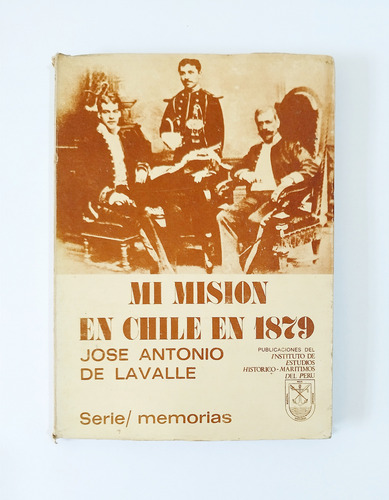 MI MISION
EN CHILE EN 1879
JOSE ANTONIO
DE LAVALLE
PUBLICACIONES DEL
INSTITUTO DE
ESTUDIOS
HISTORICO-MARITIMOS
DEL PERU
Serie/ memorias